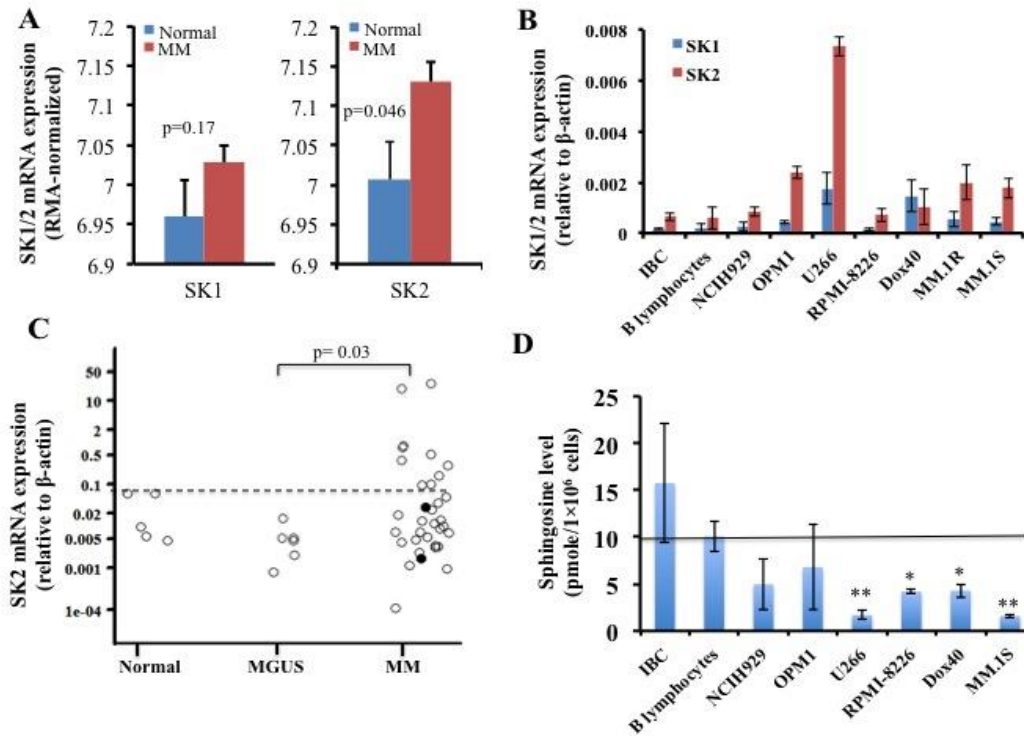 A
SK1/2 mRNA expression
(RMA-normalized)
7.2
7.15
7.1
7.05
7
6.95
6.9
Normal
MM
p=0.17
SK1
7.2
7.15
7.1
7.05
7
6.95
6.9
Normal
MM
p=0.046
SK2
B
SK1/2 mRNA expression
(relative to β-actin)
0.008
0.006
0.004
0.002
0
SK1
SK2
IBC
B lymphocytes
NCIH929
OPM1
U266
RPMI-8226
Dox40
MM.1R
MM.1S
C
SK2 mRNA expression
(relative to β-actin)
50
10
2
0.5
0.1
0.02
0.005
0.001
1e-04
p= 0.03
Normal
MGUS
MM
D
Sphingosine level
(pmole/1×10⁶ cells)
25
20
15
10
5
0
**
*
*
**
IBC
B lymphocytes
NCIH929
OPM1
U266
RPMI-8226
Dox40
MM.1S